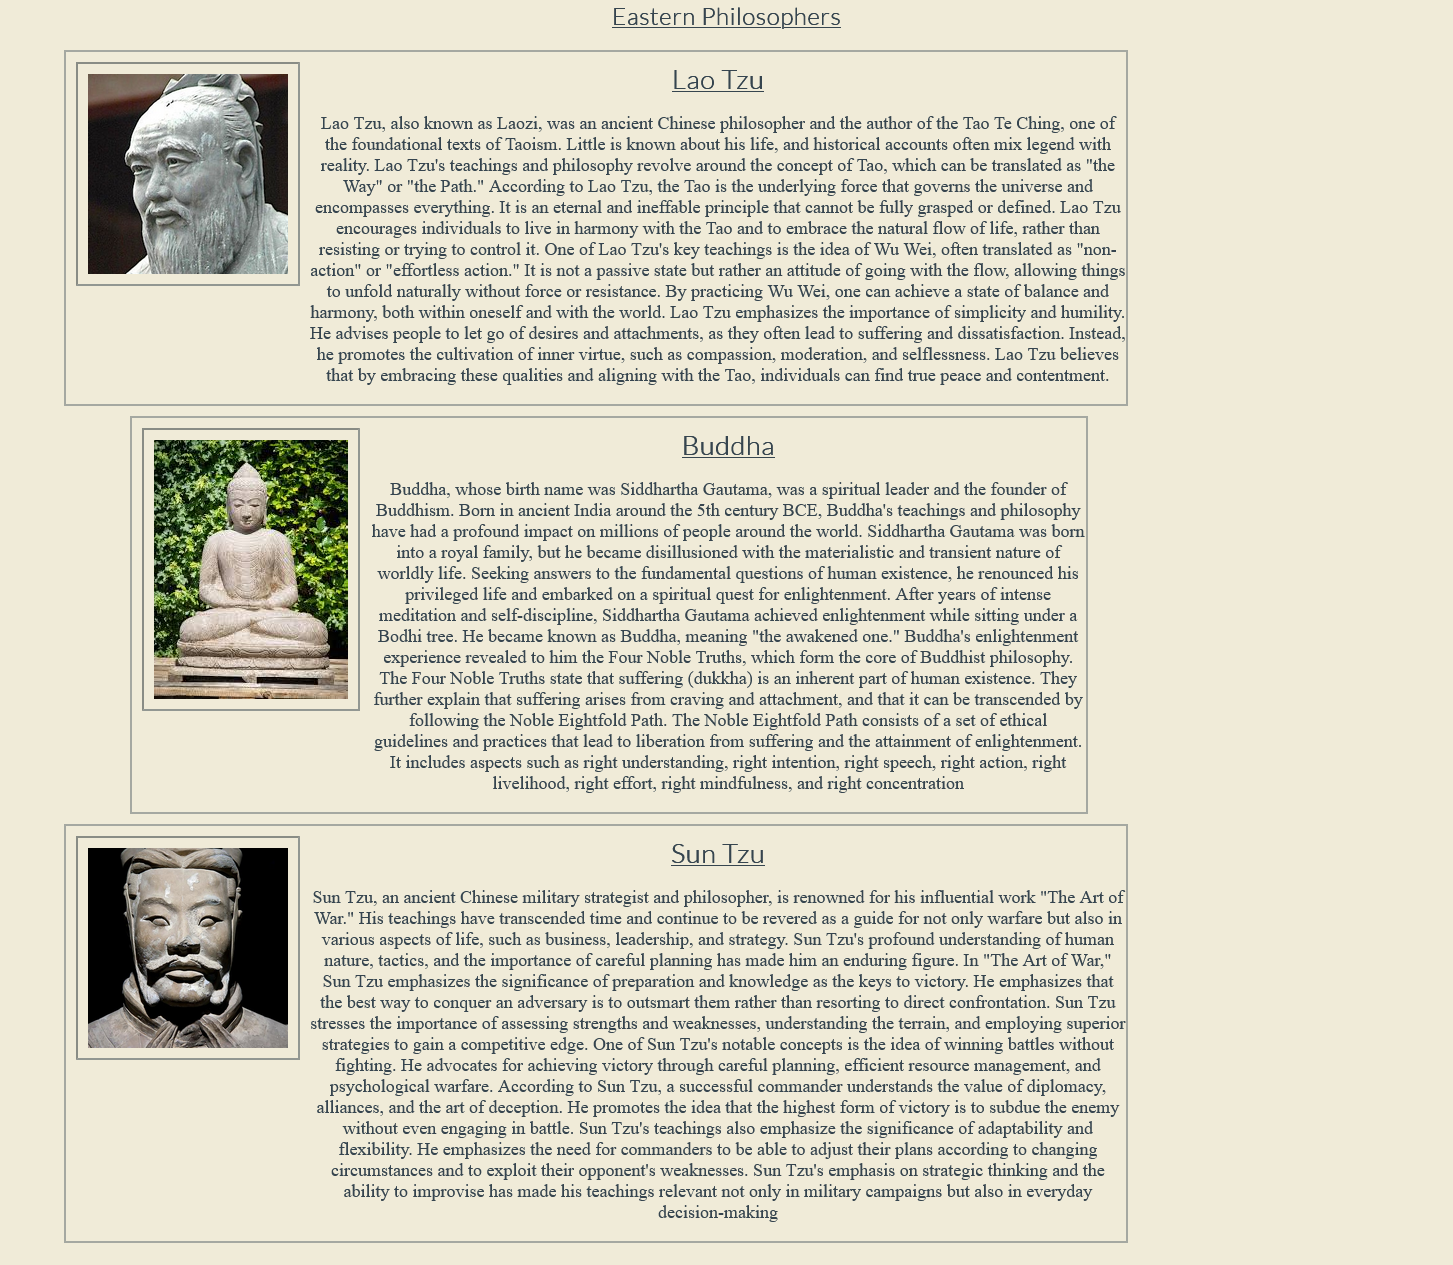 Eastern Philosophers
Lao Tzu
Lao Tzu, also known as Laozi, was an ancient Chinese philosopher and the author of the Tao Te Ching, one of
the foundational texts of Taoism. Little is known about his life, and historical accounts often mix legend with
reality. Lao Tzu's teachings and philosophy revolve around the concept of Tao, which can be translated as "the
Way" or "the Path." According to Lao Tzu, the Tao is the underlying force that governs the universe and
encompasses everything. It is an eternal and ineffable principle that cannot be fully grasped or defined. Lao Tzu
encourages individuals to live in harmony with the Tao and to embrace the natural flow of life, rather than
resisting or trying to control it. One of Lao Tzu's key teachings is the idea of Wu Wei, often translated as "non-
action" or "effortless action." It is not a passive state but rather an attitude of going with the flow, allowing things
to unfold naturally without force or resistance. By practicing Wu Wei, one can achieve a state of balance and
harmony, both within oneself and with the world. Lao Tzu emphasizes the importance of simplicity and humility.
He advises people to let go of desires and attachments, as they often lead to suffering and dissatisfaction. Instead,
he promotes the cultivation of inner virtue, such as compassion, moderation, and selflessness. Lao Tzu believes
that by embracing these qualities and aligning with the Tao, individuals can find true peace and contentment.
Buddha
Buddha, whose birth name was Siddhartha Gautama, was a spiritual leader and the founder of
Buddhism. Born in ancient India around the 5th century BCE, Buddha's teachings and philosophy
have had a profound impact on millions of people around the world. Siddhartha Gautama was born
into a royal family, but he became disillusioned with the materialistic and transient nature of
worldly life. Seeking answers to the fundamental questions of human existence, he renounced his
privileged life and embarked on a spiritual quest for enlightenment. After years of intense
meditation and self-discipline, Siddhartha Gautama achieved enlightenment while sitting under a
Bodhi tree. He became known as Buddha, meaning "the awakened one." Buddha's enlightenment
experience revealed to him the Four Noble Truths, which form the core of Buddhist philosophy.
The Four Noble Truths state that suffering (dukkha) is an inherent part of human existence. They
further explain that suffering arises from craving and attachment, and that it can be transcended by
following the Noble Eightfold Path. The Noble Eightfold Path consists of a set of ethical
guidelines and practices that lead to liberation from suffering and the attainment of enlightenment.
It includes aspects such as right understanding, right intention, right speech, right action, right
livelihood, right effort, right mindfulness, and right concentration
Sun Tzu
Sun Tzu, an ancient Chinese military strategist and philosopher, is renowned for his influential work "The Art of
War." His teachings have transcended time and continue to be revered as a guide for not only warfare but also in
various aspects of life, such as business, leadership, and strategy. Sun Tzu's profound understanding of human
nature, tactics, and the importance of careful planning has made him an enduring figure. In "The Art of War,"
Sun Tzu emphasizes the significance of preparation and knowledge as the keys to victory. He emphasizes that
the best way to conquer an adversary is to outsmart them rather than resorting to direct confrontation. Sun Tzu
stresses the importance of assessing strengths and weaknesses, understanding the terrain, and employing superior
strategies to gain a competitive edge. One of Sun Tzu's notable concepts is the idea of winning battles without
fighting. He advocates for achieving victory through careful planning, efficient resource management, and
psychological warfare. According to Sun Tzu, a successful commander understands the value of diplomacy,
alliances, and the art of deception. He promotes the idea that the highest form of victory is to subdue the enemy
without even engaging in battle. Sun Tzu's teachings also emphasize the significance of adaptability and
flexibility. He emphasizes the need for commanders to be able to adjust their plans according to changing
circumstances and to exploit their opponent's weaknesses. Sun Tzu's emphasis on strategic thinking and the
ability to improvise has made his teachings relevant not only in military campaigns but also in everyday
decision-making